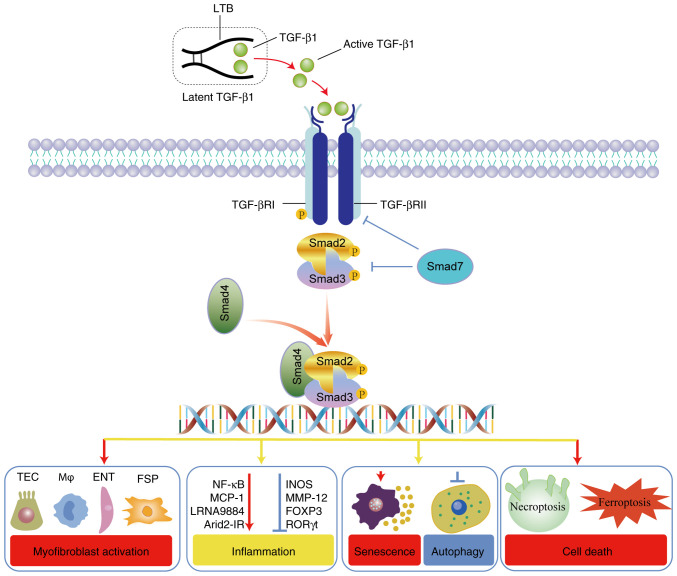 LTB
TGF-β1
Active TGF-β1
Latent TGF-β1
TGF-βRI
TGF-βRII
P
Smad2
P
Smad3
P
Smad7
Smad4
Smad4
Smad2
P
Smad3
P
TEC
Mφ
ENT
FSP
Myofibroblast activation
NF-κB
MCP-1
LRNA9884
Arid2-IR
INOS
MMP-12
FOXP3
RORγt
Inflammation
Senescence
Autophagy
Necroptosis
Ferroptosis
Cell death